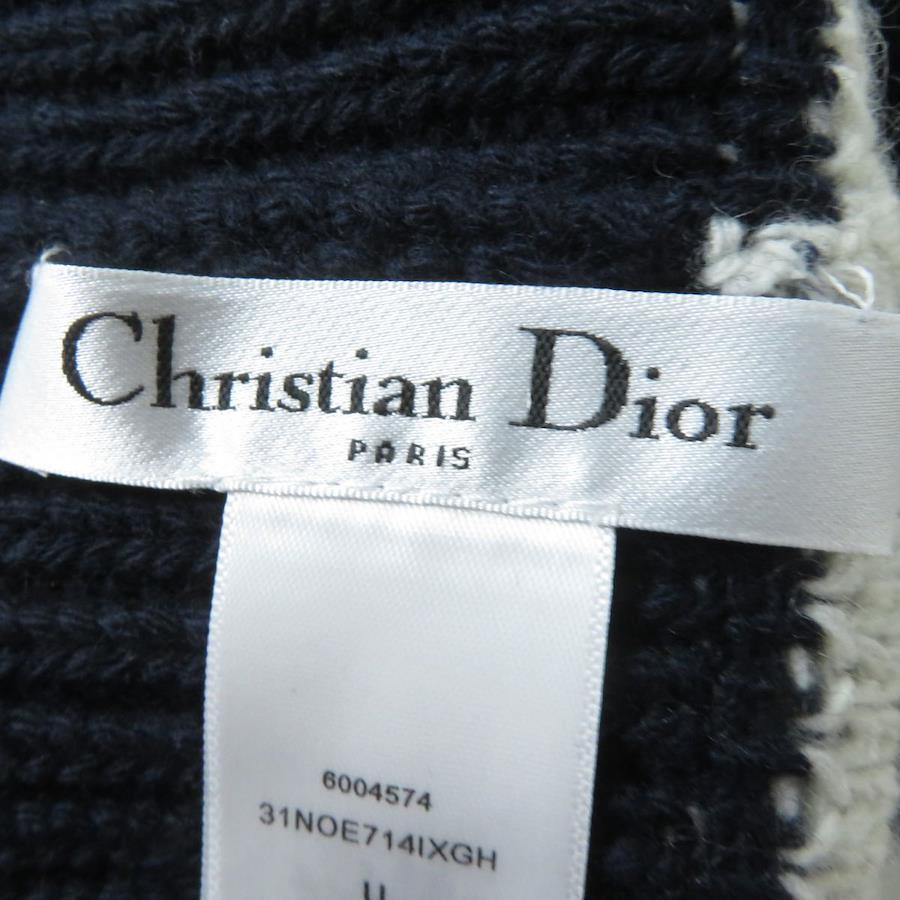 Christian Dior
PARIS
6004574
31NOE714IXGH
U